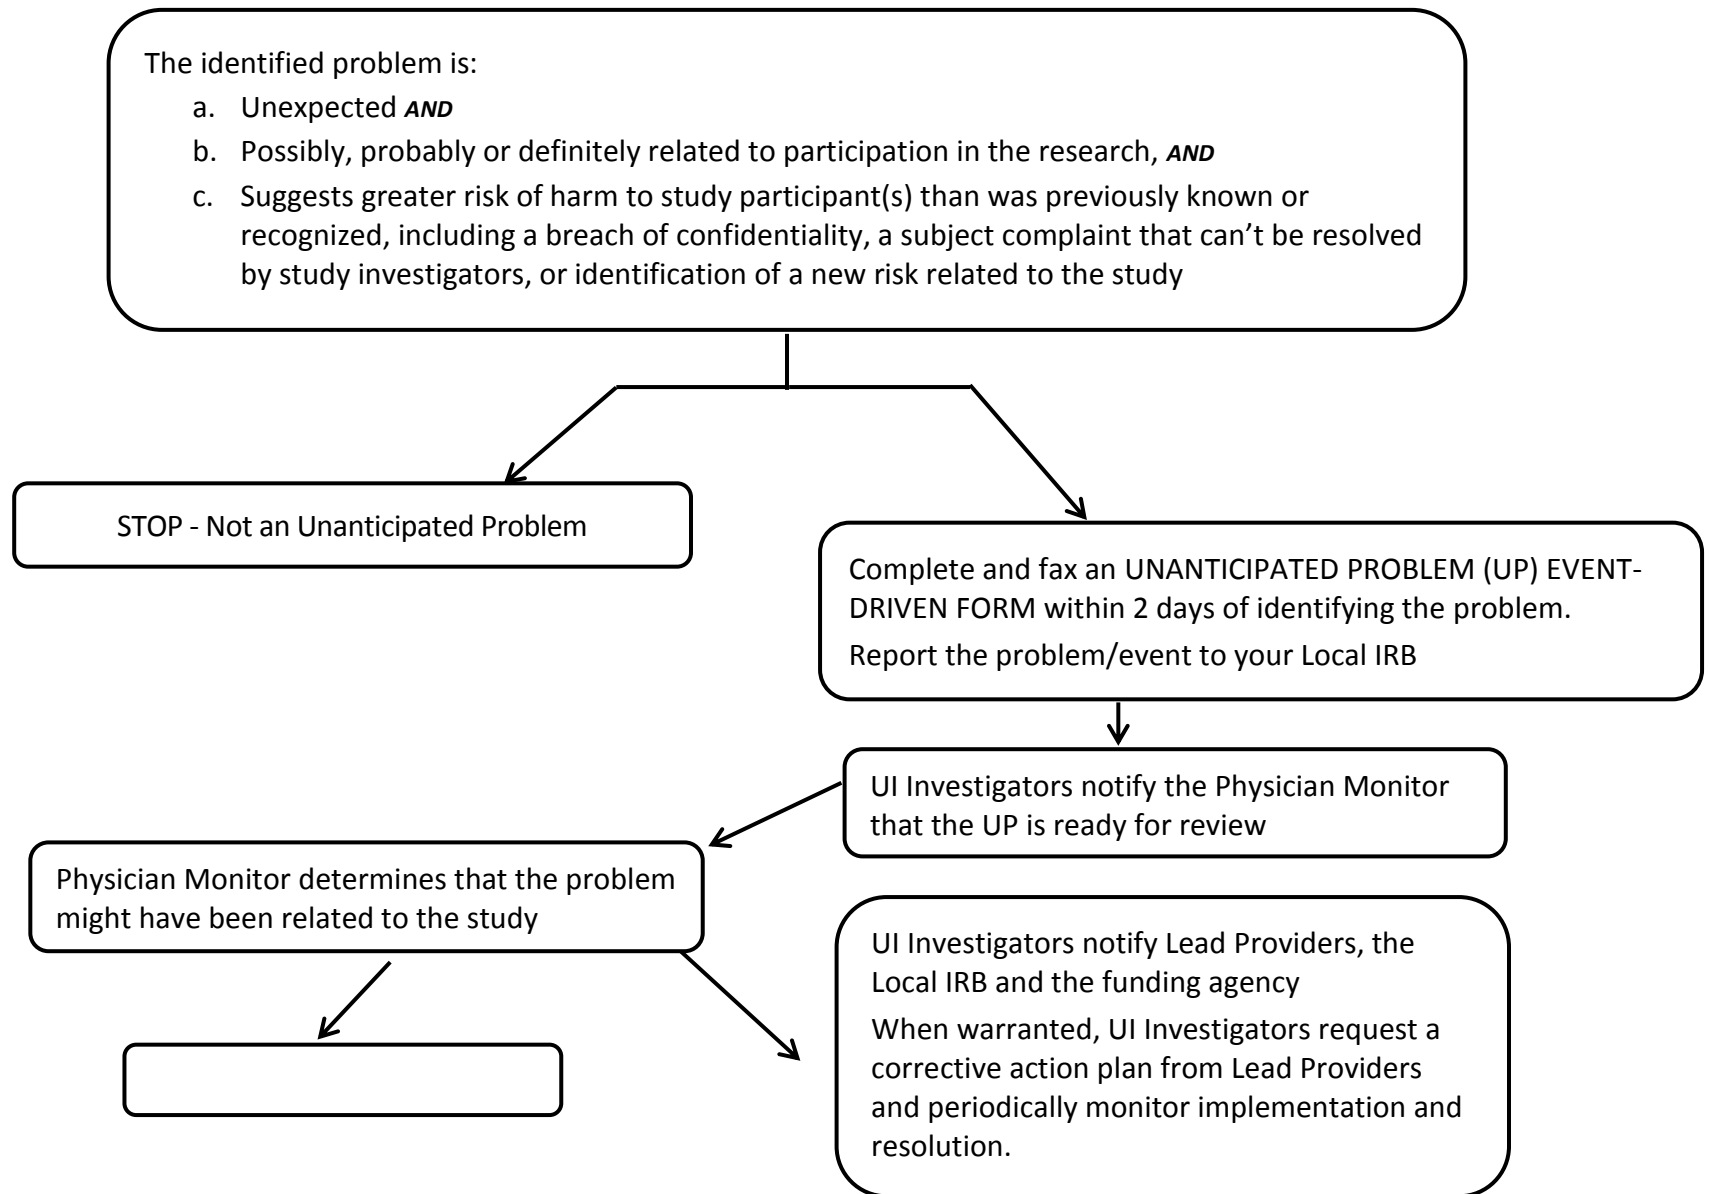 The identified problem is:
a. Unexpected AND
b. Possibly, probably or definitely related to participation in the research, AND
c. Suggests greater risk of harm to study participant(s) than was previously known or
recognized, including a breach of confidentiality, a subject complaint that can’t be resolved
by study investigators, or identification of a new risk related to the study
STOP - Not an Unanticipated Problem
Complete and fax an UNANTICIPATED PROBLEM (UP) EVENT-
DRIVEN FORM within 2 days of identifying the problem.
Report the problem/event to your Local IRB
UI Investigators notify the Physician Monitor
that the UP is ready for review
Physician Monitor determines that the problem
might have been related to the study
UI Investigators notify Lead Providers, the
Local IRB and the funding agency
When warranted, UI Investigators request a
corrective action plan from Lead Providers
and periodically monitor implementation and
resolution.